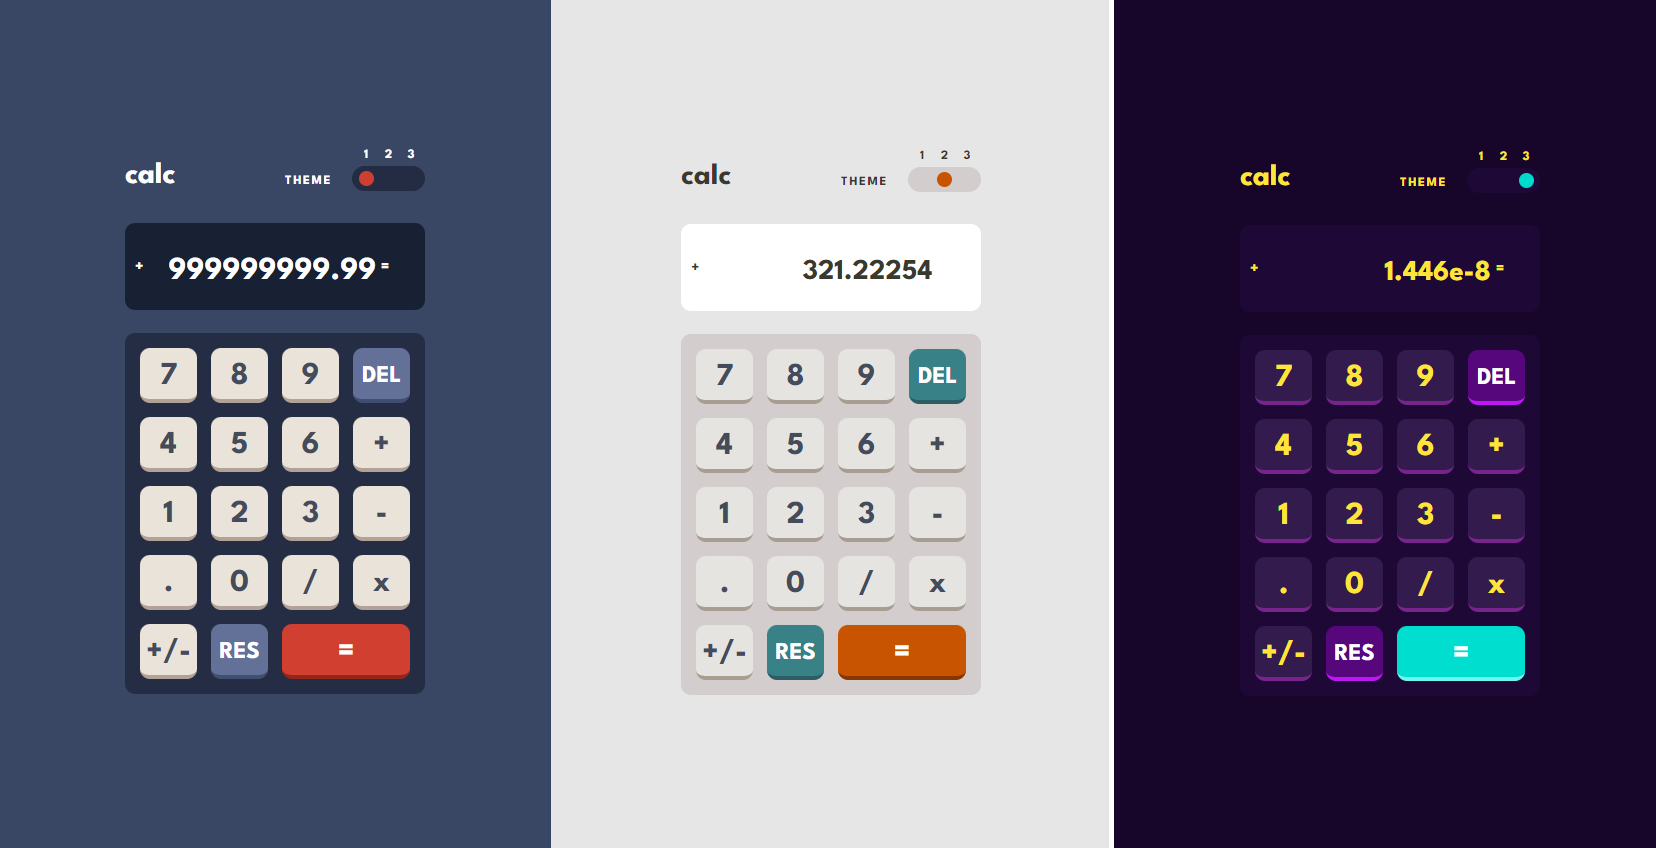 calc
THEME
1 2 3
+ 999999999.99 =
7 8 9 DEL
4 5 6 +
1 2 3 -
. 0 / x
+/- RES =
calc
THEME
1 2 3
+ 321.22254
7 8 9 DEL
4 5 6 +
1 2 3 -
. 0 / x
+/- RES =
calc
THEME
1 2 3
+ 1.446e-8 =
7 8 9 DEL
4 5 6 +
1 2 3 -
. 0 / x
+/- RES =